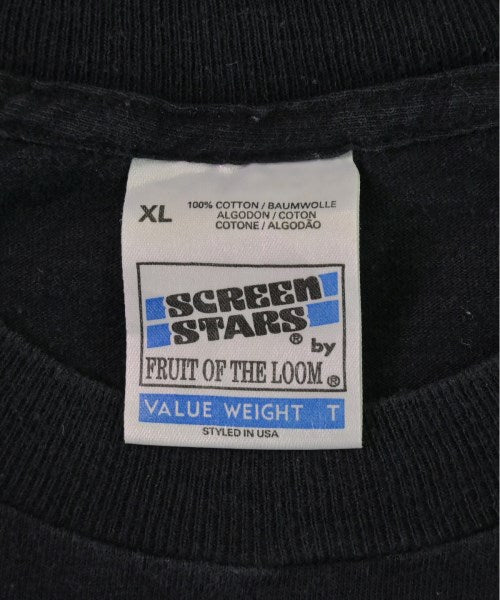 XL
100% COTTON / BAUMWOLLE
ALGODON / COTON
COTONE / ALGODÃO
SCREEN
STARS® by
FRUIT OF THE LOOM®
VALUE WEIGHT T
STYLED IN USA